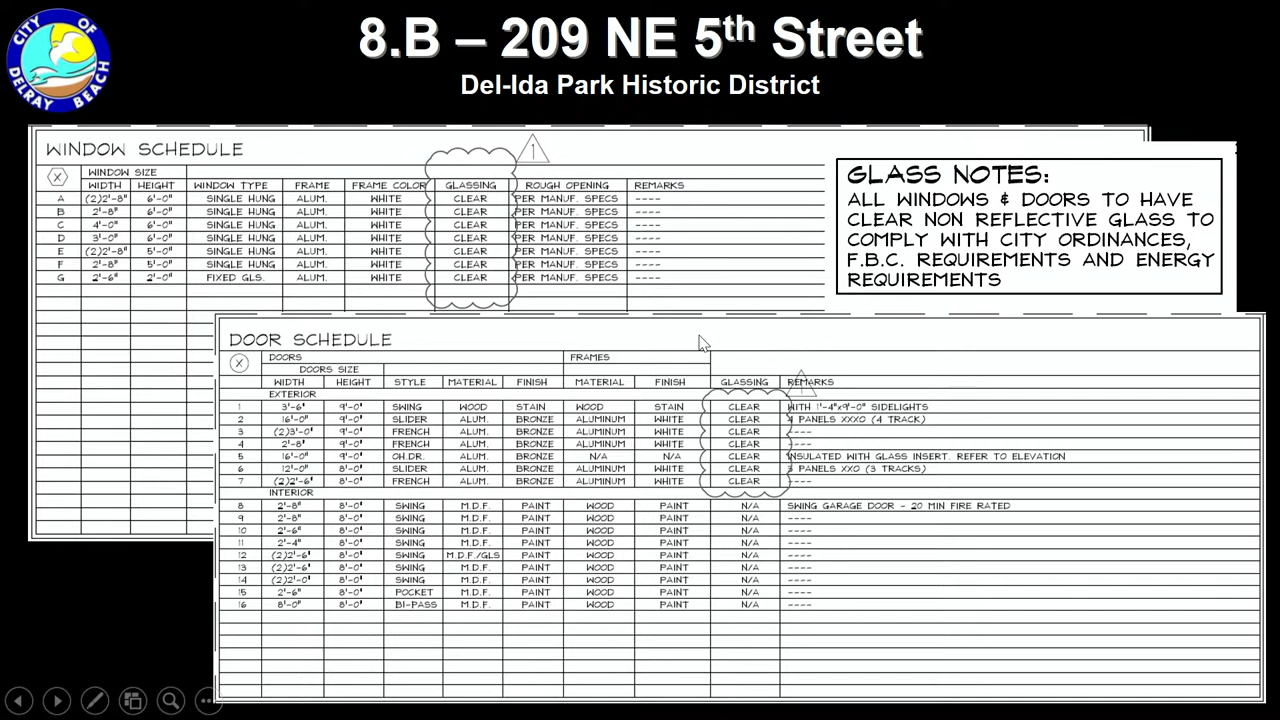 CITY OF
DELRAY BEACH
8.B – 209 NE 5th Street
Del-Ida Park Historic District
WINDOW SCHEDULE
1
X WINDOW SIZE
WIDTH HEIGHT WINDOW TYPE FRAME FRAME COLOR GLASSING ROUGH OPENING REMARKS
A (2)2'-8" 6'-0" SINGLE HUNG ALUM. WHITE CLEAR PER MANUF. SPECS ----
B 2'-8" 6'-0" SINGLE HUNG ALUM. WHITE CLEAR PER MANUF. SPECS ----
C 4'-0" 6'-0" SINGLE HUNG ALUM. WHITE CLEAR PER MANUF. SPECS ----
D 3'-0" 6'-0" SINGLE HUNG ALUM. WHITE CLEAR PER MANUF. SPECS ----
E (2)2'-8" 5'-0" SINGLE HUNG ALUM. WHITE CLEAR PER MANUF. SPECS ----
F 2'-8" 5'-0" SINGLE HUNG ALUM. WHITE CLEAR PER MANUF. SPECS ----
G 2'-6" 2'-0" FIXED GLS. ALUM. WHITE CLEAR PER MANUF. SPECS ----
GLASS NOTES:
ALL WINDOWS & DOORS TO HAVE
CLEAR NON REFLECTIVE GLASS TO
COMPLY WITH CITY ORDINANCES,
F.B.C. REQUIREMENTS AND ENERGY
REQUIREMENTS
DOOR SCHEDULE
X DOORS FRAMES
DOORS SIZE
WIDTH HEIGHT STYLE MATERIAL FINISH MATERIAL FINISH GLASSING REMARKS
EXTERIOR
1 3'-6" 9'-0" SWING WOOD STAIN WOOD STAIN CLEAR WITH 1'-4"x9'-0" SIDELIGHTS
2 16'-0" 9'-0" SLIDER ALUM. BRONZE ALUMINUM WHITE CLEAR 4 PANELS XXXO (4 TRACK)
3 (2)3'-0" 9'-0" FRENCH ALUM. BRONZE ALUMINUM WHITE CLEAR ----
4 2'-8" 9'-0" FRENCH ALUM. BRONZE ALUMINUM WHITE CLEAR ----
5 16'-0" 9'-0" OH.DR. ALUM. BRONZE N/A N/A CLEAR INSULATED WITH GLASS INSERT. REFER TO ELEVATION
6 12'-0" 8'-0" SLIDER ALUM. BRONZE ALUMINUM WHITE CLEAR 3 PANELS XXO (3 TRACKS)
7 (2)2'-6" 8'-0" FRENCH ALUM. BRONZE ALUMINUM WHITE CLEAR ----
INTERIOR
8 2'-8" 8'-0" SWING M.D.F. PAINT WOOD PAINT N/A SWING GARAGE DOOR - 20 MIN FIRE RATED
9 2'-8" 8'-0" SWING M.D.F. PAINT WOOD PAINT N/A ----
10 2'-6" 8'-0" SWING M.D.F. PAINT WOOD PAINT N/A ----
11 2'-4" 8'-0" SWING M.D.F. PAINT WOOD PAINT N/A ----
12 (2)2'-6" 8'-0" SWING M.D.F./GLS PAINT WOOD PAINT N/A ----
13 (2)2'-6" 8'-0" SWING M.D.F. PAINT WOOD PAINT N/A ----
14 (2)2'-0" 8'-0" SWING M.D.F. PAINT WOOD PAINT N/A ----
15 2'-6" 8'-0" POCKET M.D.F. PAINT WOOD PAINT N/A ----
16 8'-0" 8'-0" BI-PASS M.D.F. PAINT WOOD PAINT N/A